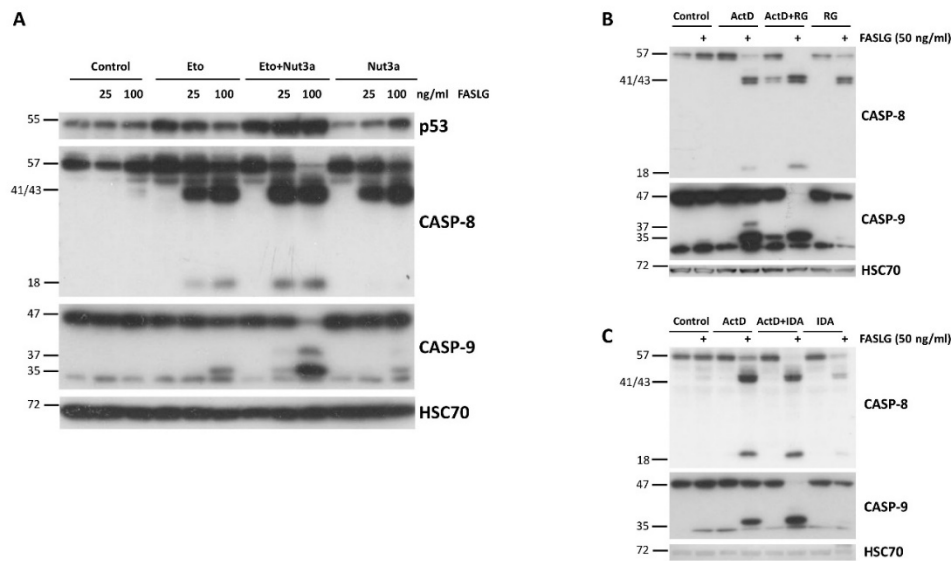 A
Control Eto Eto+Nut3a Nut3a
25 100 25 100 25 100 25 100 ng/ml FASLG
55 p53
57
41/43
CASP-8
18
47
CASP-9
37
35
72
HSC70
B
Control ActD ActD+RG RG
+ + + + FASLG (50 ng/ml)
57
41/43
CASP-8
18
47
CASP-9
37
35
72
HSC70
C
Control ActD ActD+IDA IDA
+ + + + FASLG (50 ng/ml)
57
41/43
CASP-8
18
47
CASP-9
35
72
HSC70